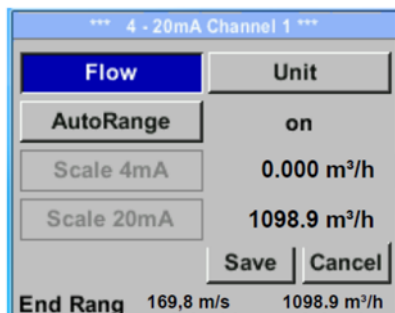 *** 4 - 20mA Channel 1 ***
Flow Unit
AutoRange on
Scale 4mA 0.000 m³/h
Scale 20mA 1098.9 m³/h
Save Cancel
End Rang 169,8 m/s 1098.9 m³/h